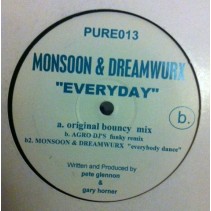 PURE013
MONSOON & DREAMWURX
"EVERYDAY"
b.
a. original bouncy mix
b. AGRO DJ'S funky remix
b2. MONSOON & DREAMWURX "everybody dance"
Written and Produced by
pete glennon
&
gary horner